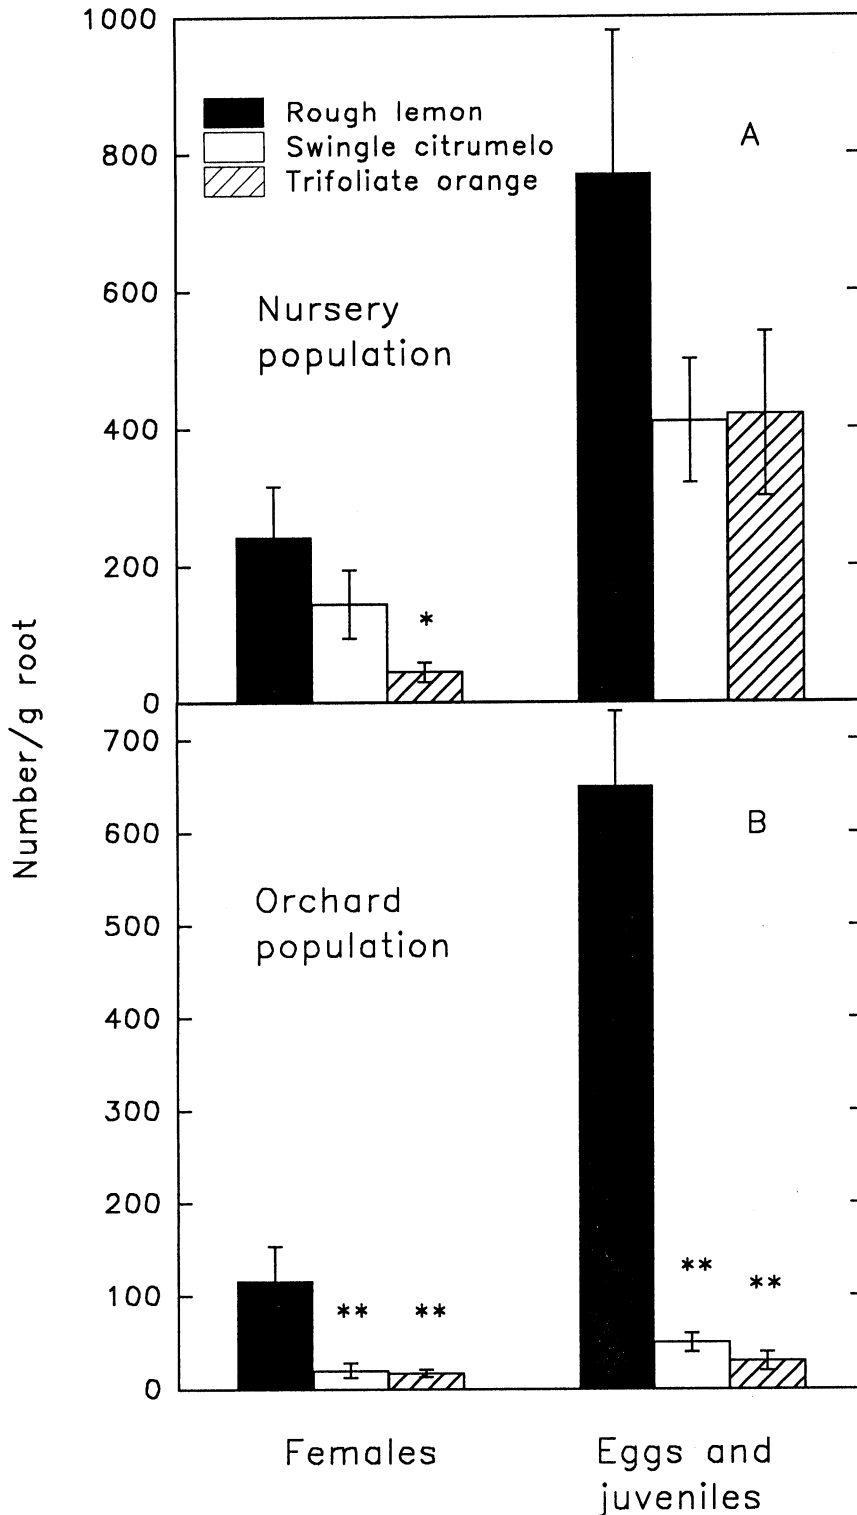 1000
Rough lemon
Swingle citrumelo
Trifoliate orange
A
800
600
Nursery
population
400
200
*
0
Number/g root
700
B
600
Orchard
population
500
400
300
200
100
** **
** **
0
Females
Eggs and
juveniles